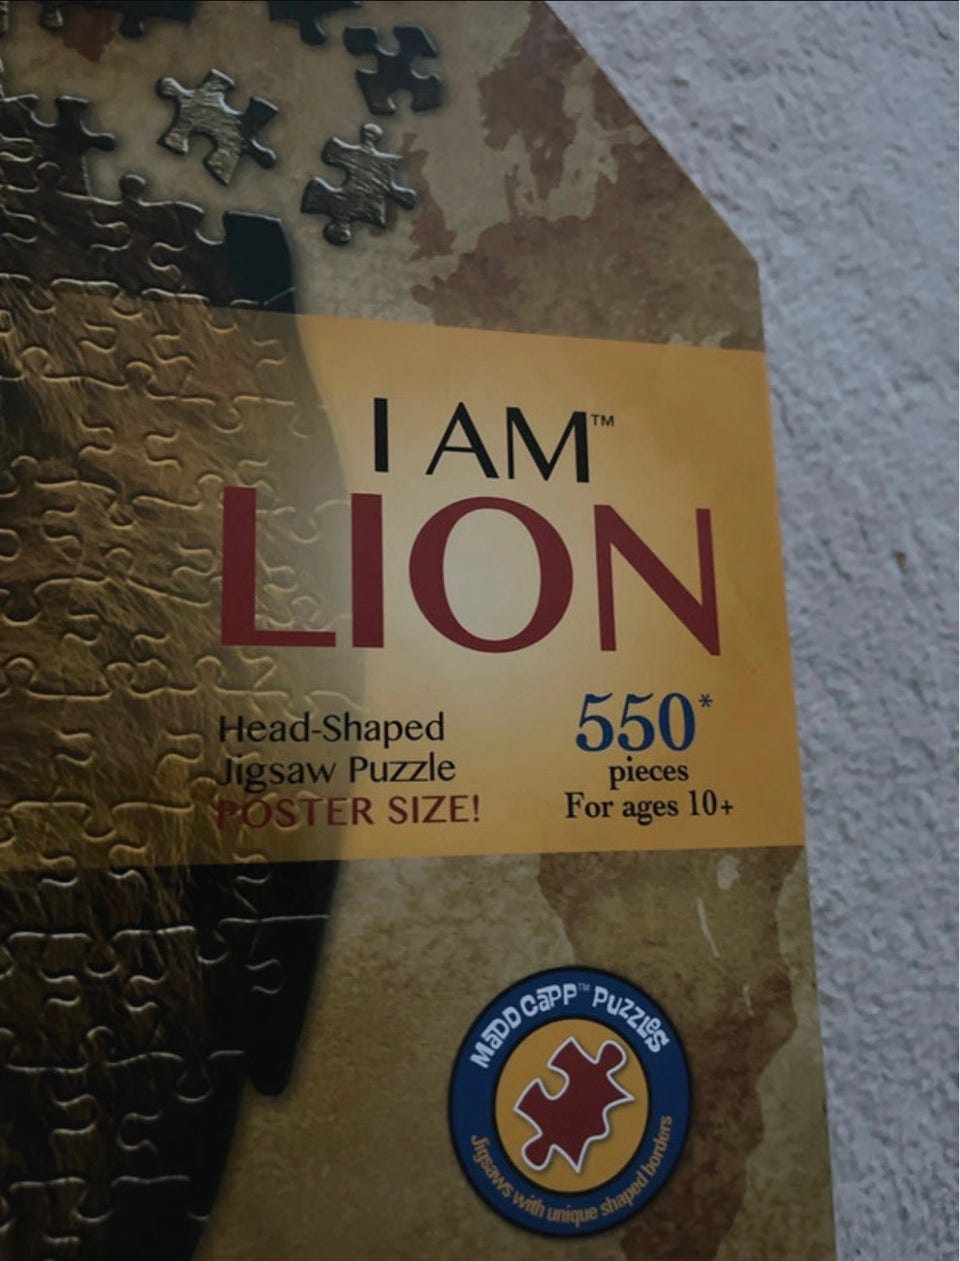 I AM™
LION
Head-Shaped
Jigsaw Puzzle
POSTER SIZE!
550*
pieces
For ages 10+
MADD CAPP™ PUZZLES
Jigsaws with unique shaped borders